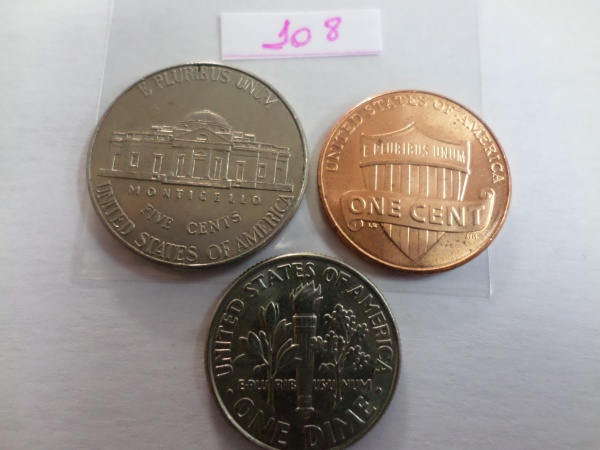 108
E PLURIBUS UNUM
MONTICELLO
FIVE CENTS
UNITED STATES OF AMERICA
UNITED STATES OF AMERICA
E PLURIBUS UNUM
ONE CENT
UNITED STATES OF AMERICA
E·PLURIBUS·UNUM
·ONE DIME·